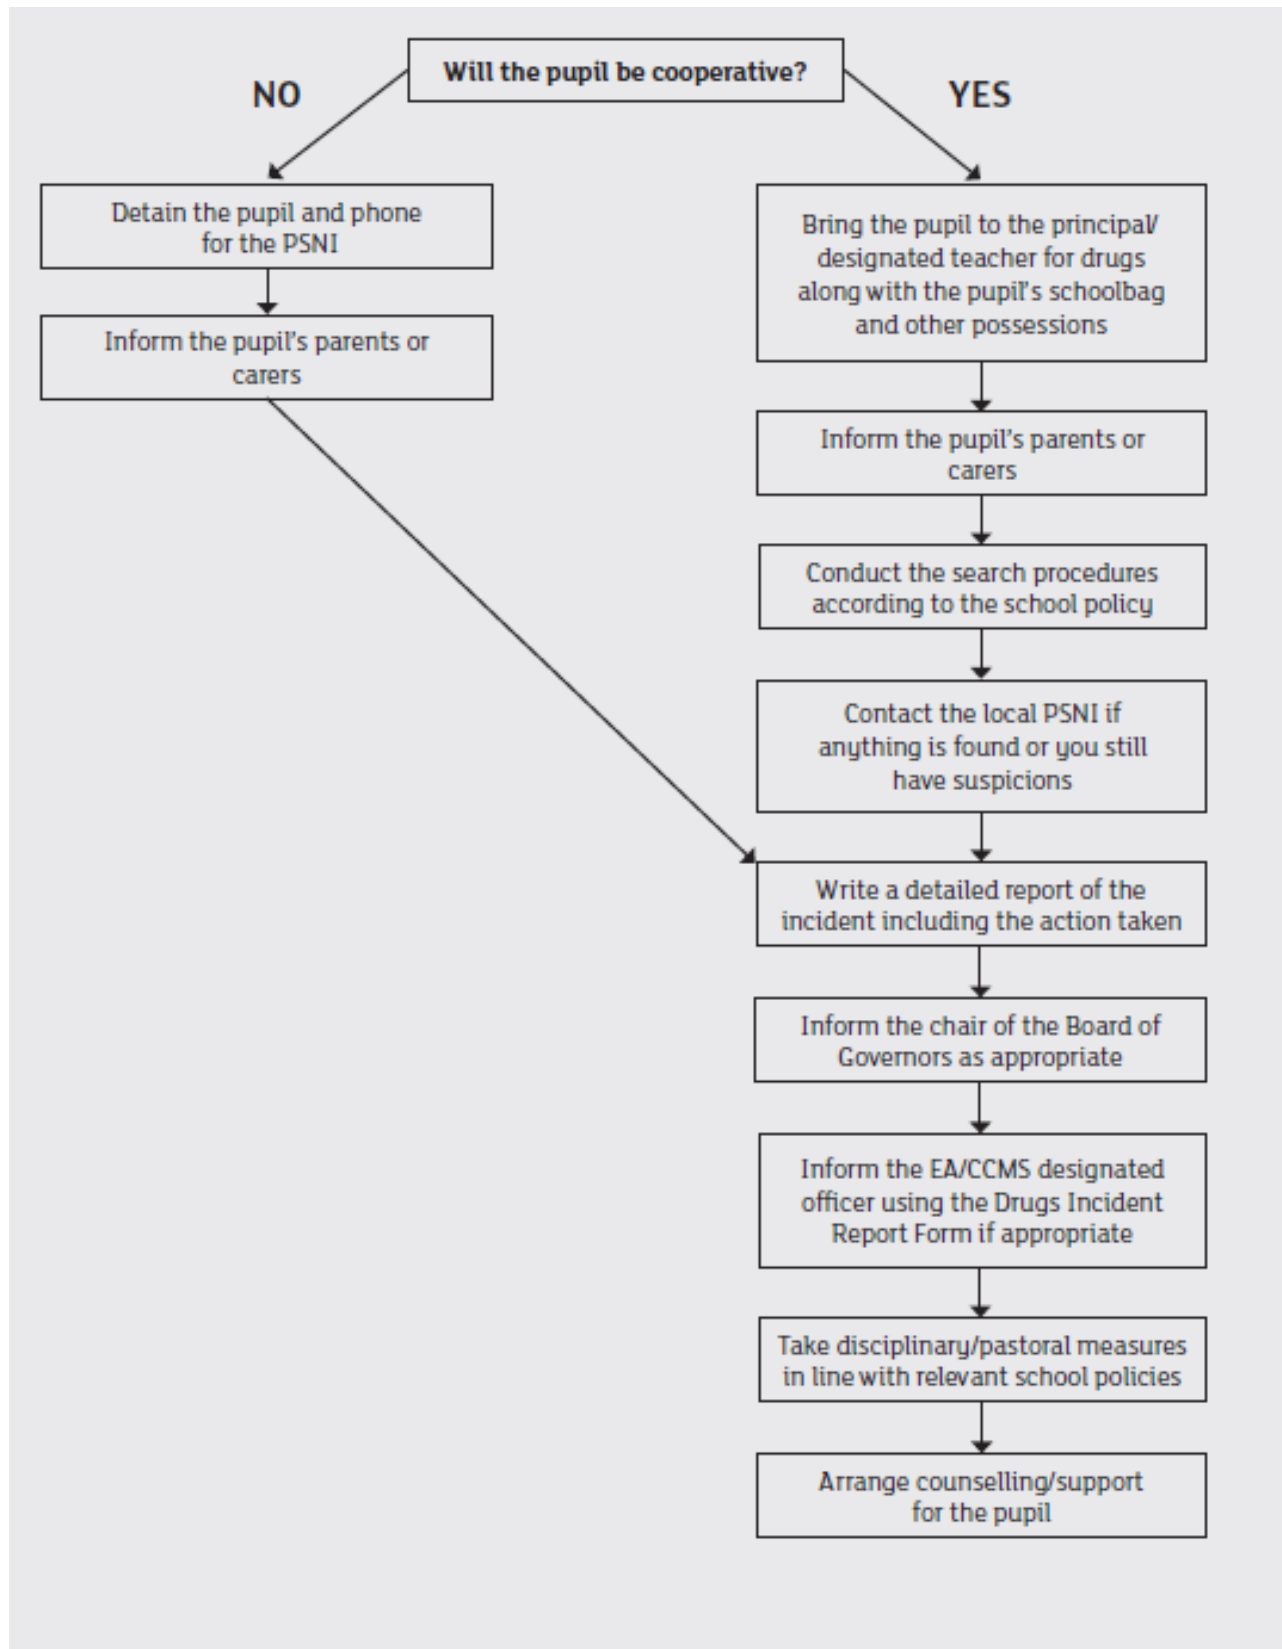 Will the pupil be cooperative?
NO
YES
Detain the pupil and phone
for the PSNI
Inform the pupil's parents or
carers
Bring the pupil to the principal/
designated teacher for drugs
along with the pupil's schoolbag
and other possessions
Inform the pupil's parents or
carers
Conduct the search procedures
according to the school policy
Contact the local PSNI if
anything is found or you still
have suspicions
Write a detailed report of the
incident including the action taken
Inform the chair of the Board of
Governors as appropriate
Inform the EA/CCMS designated
officer using the Drugs Incident
Report Form if appropriate
Take disciplinary/pastoral measures
in line with relevant school policies
Arrange counselling/support
for the pupil